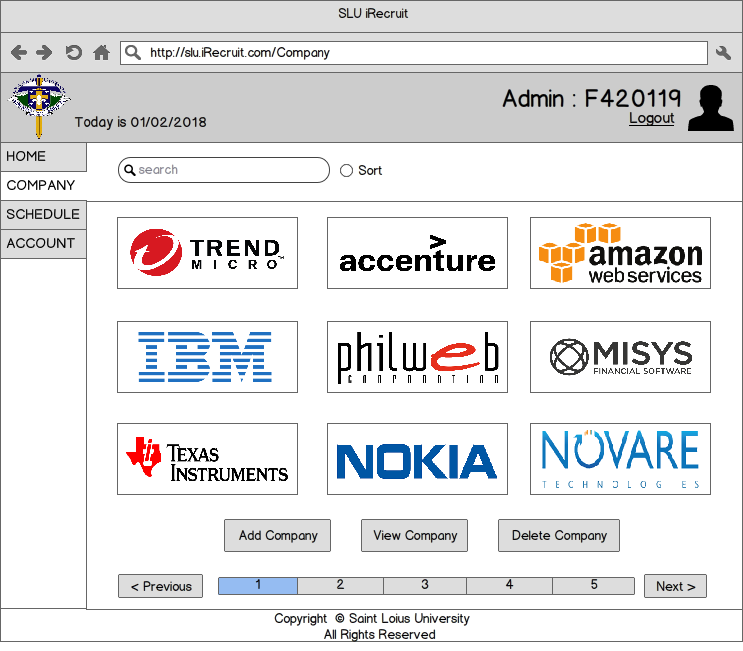 SLU iRecruit
http://slu.iRecruit.com/Company
Admin : F420119
Today is 01/02/2018
Logout
HOME
COMPANY
SCHEDULE
ACCOUNT
search
Sort
TREND MICRO™
accenture
amazon web services
IBM
philweb CORPORATION
MISYS FINANCIAL SOFTWARE
TEXAS INSTRUMENTS
NOKIA
NOVARE TECHNOLOGIES
Add Company
View Company
Delete Company
< Previous
1 2 3 4 5
Next >
Copyright © Saint Loius University
All Rights Reserved